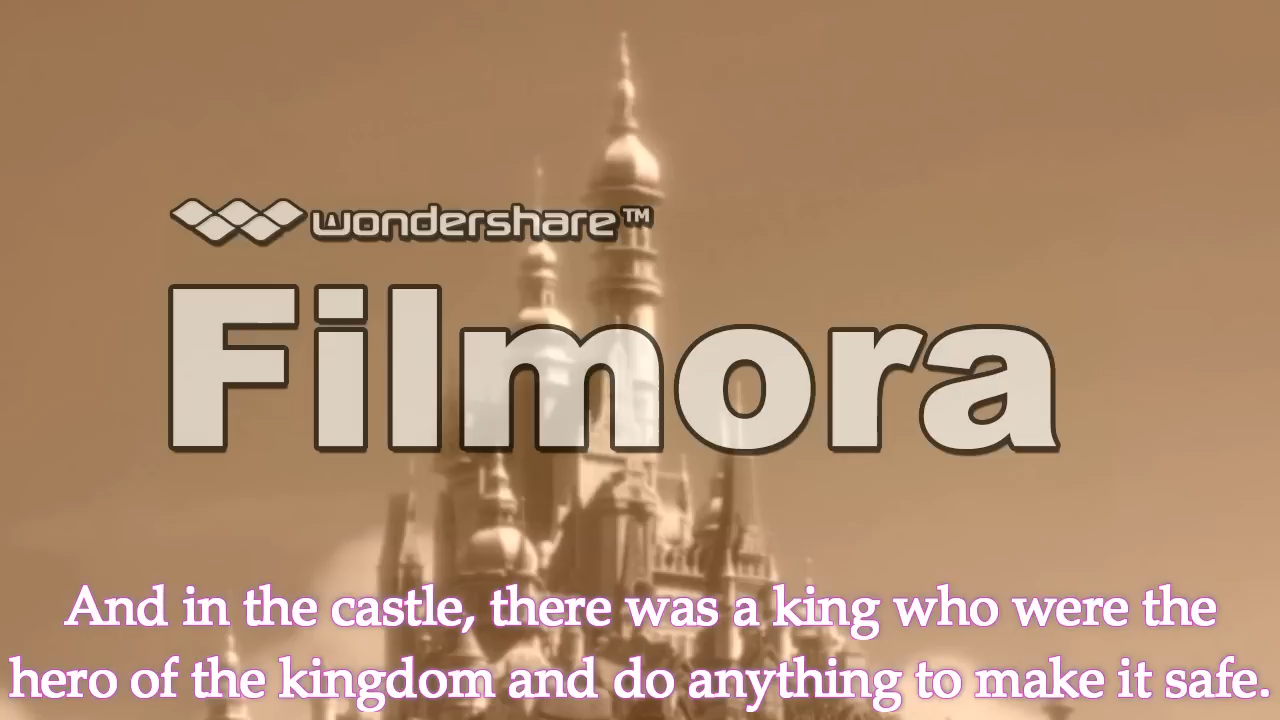 wondershare™
Filmora
And in the castle, there was a king who were the
hero of the kingdom and do anything to make it safe.